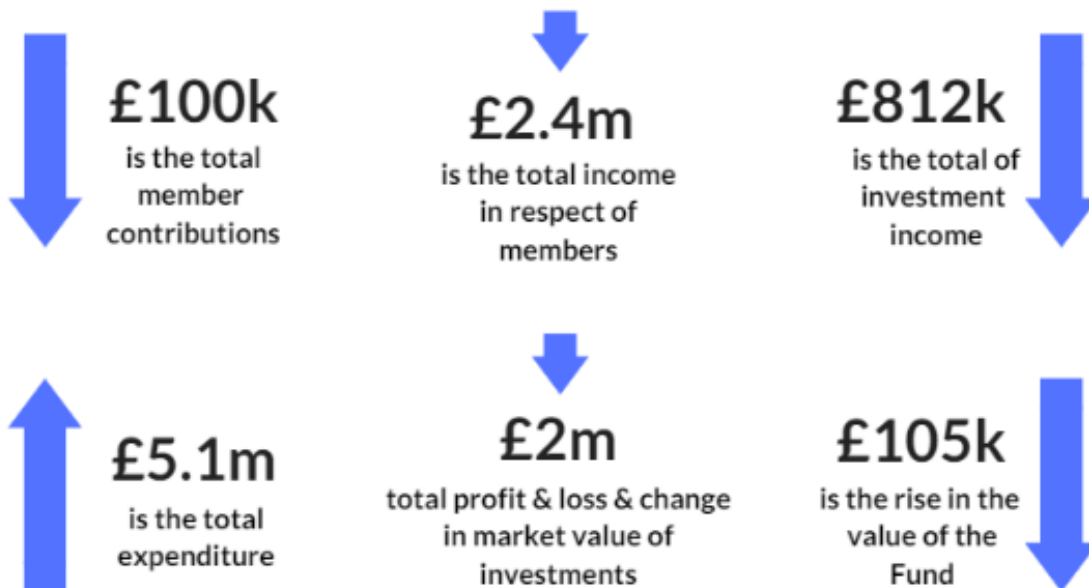 £100k
is the total
member
contributions
£2.4m
is the total income
in respect of
members
£812k
is the total of
investment
income
£5.1m
is the total
expenditure
£2m
total profit & loss & change
in market value of
investments
£105k
is the rise in the
value of the
Fund